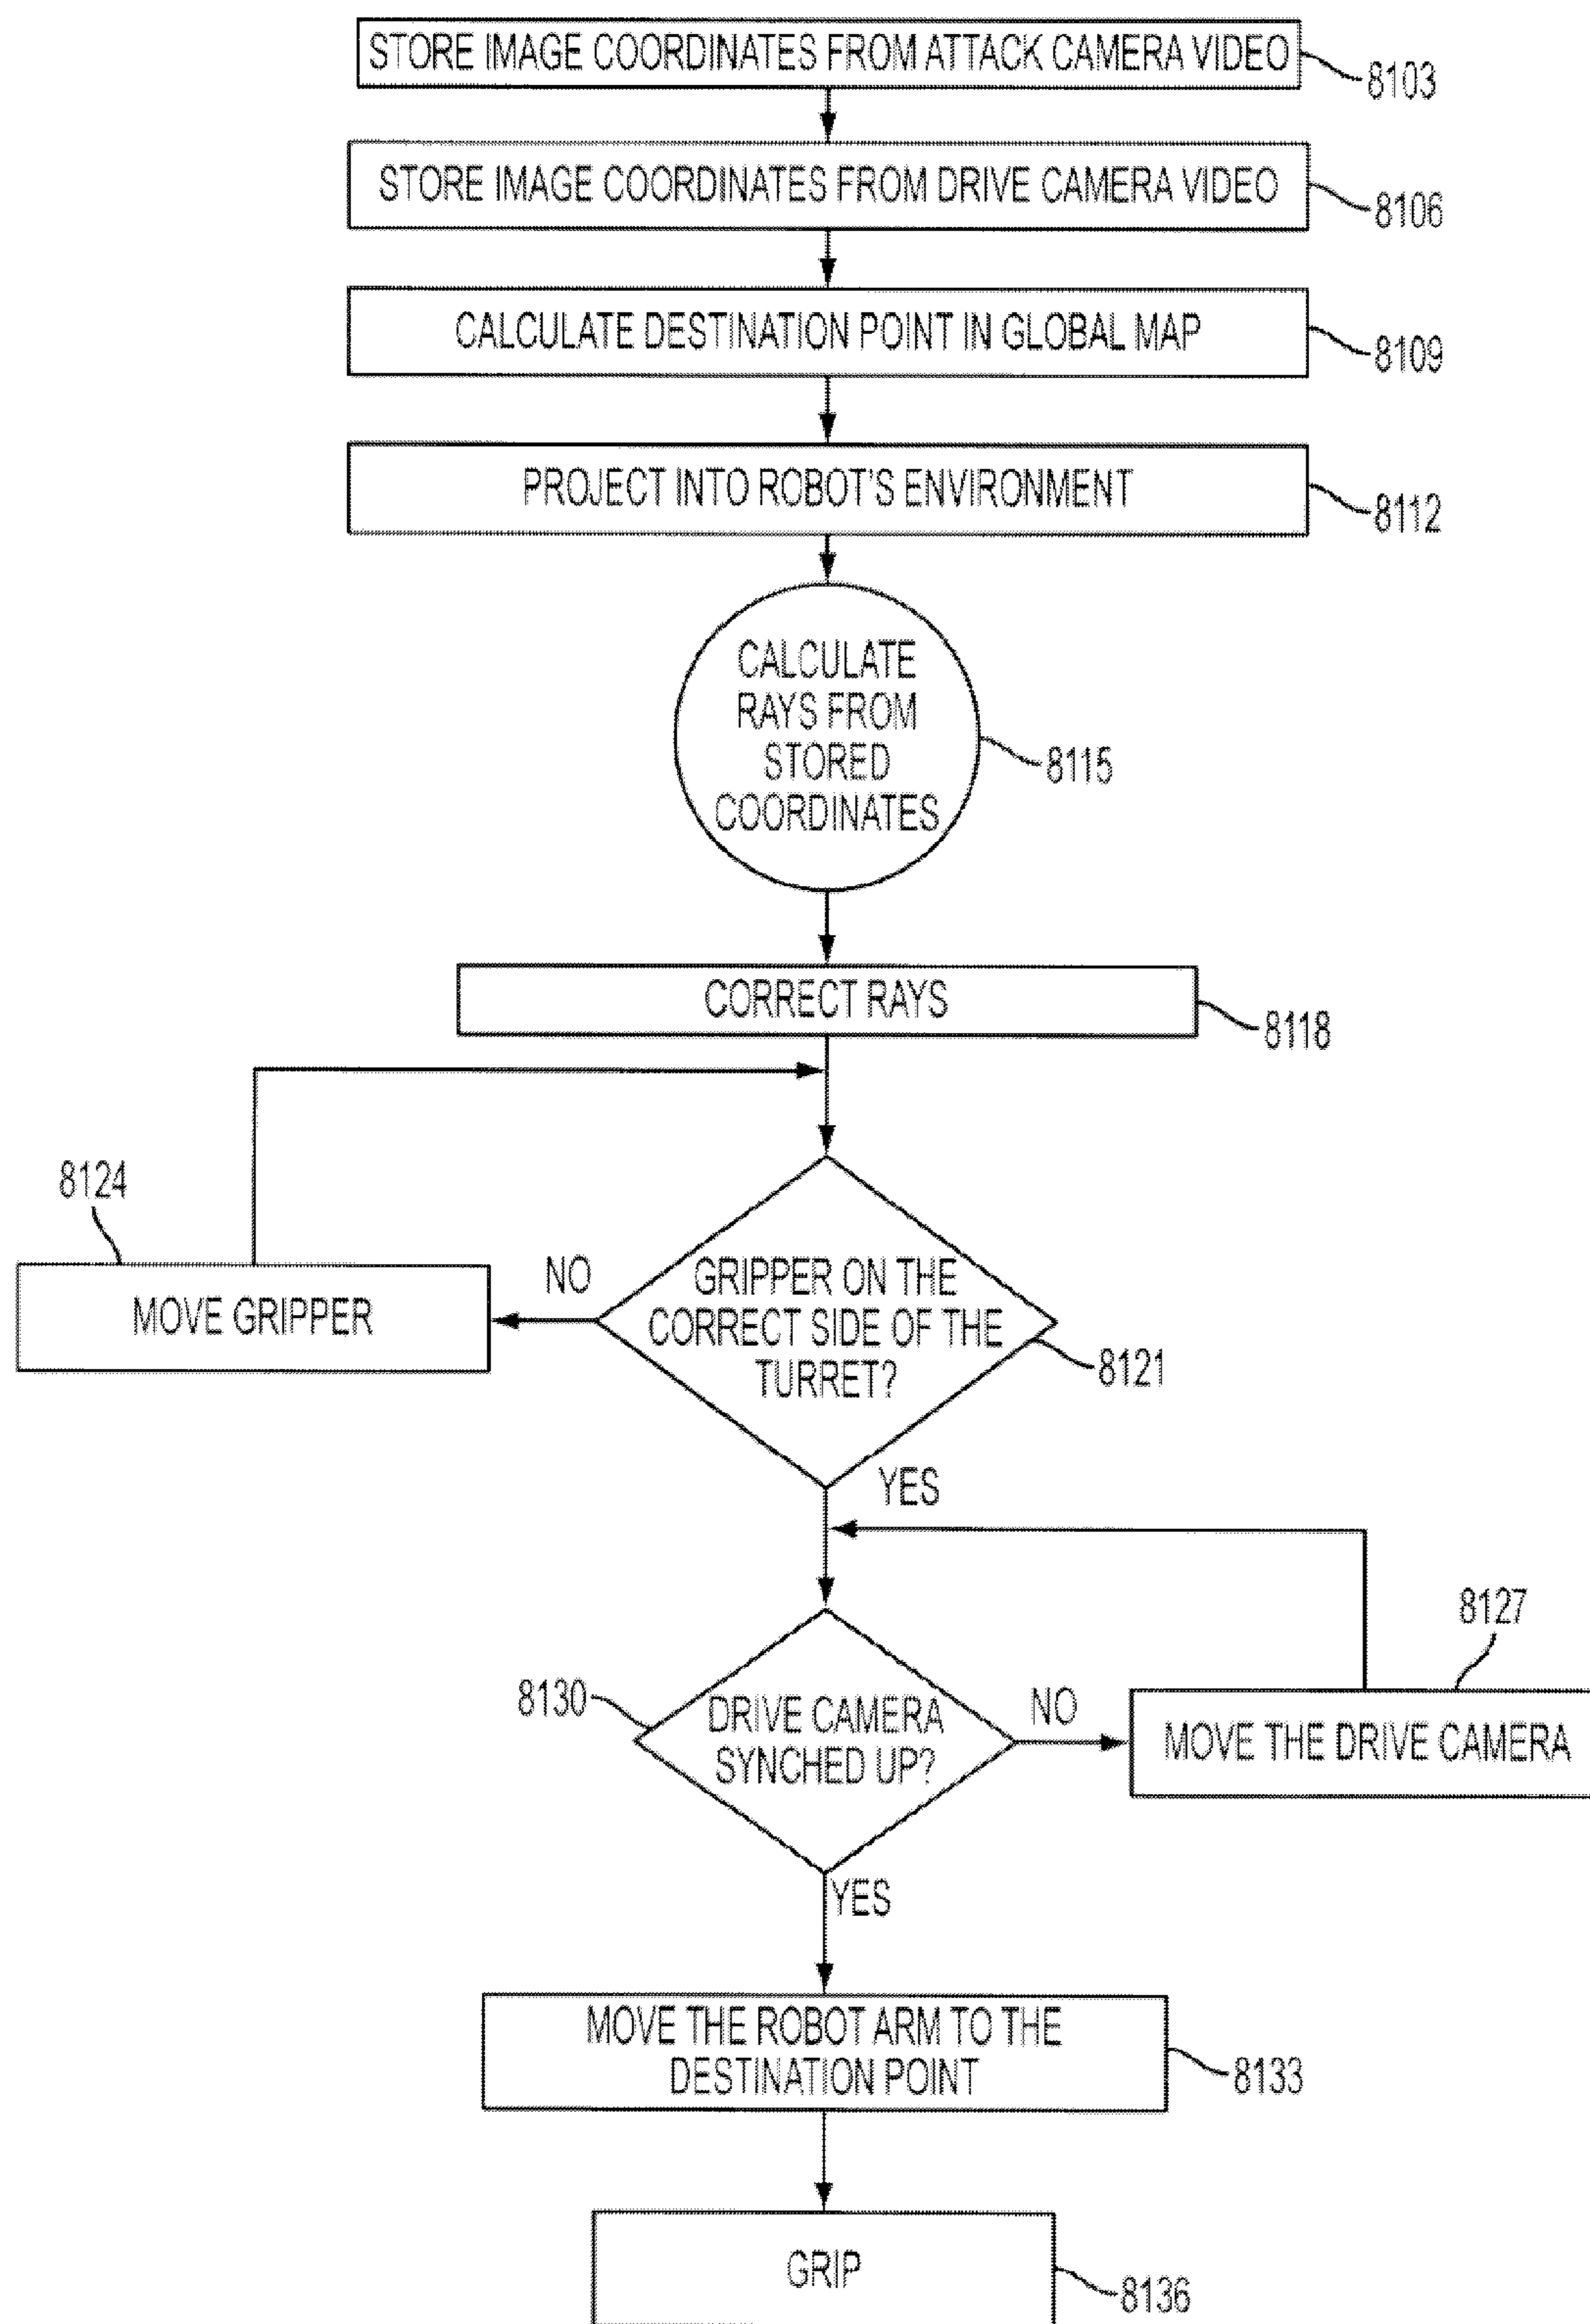 STORE IMAGE COORDINATES FROM ATTACK CAMERA VIDEO
8103
STORE IMAGE COORDINATES FROM DRIVE CAMERA VIDEO
8106
CALCULATE DESTINATION POINT IN GLOBAL MAP
8109
PROJECT INTO ROBOT'S ENVIRONMENT
8112
CALCULATE
RAYS FROM
STORED
COORDINATES
8115
CORRECT RAYS
8118
8124
MOVE GRIPPER
NO
GRIPPER ON THE
CORRECT SIDE OF THE
TURRET?
8121
YES
8127
8130
DRIVE CAMERA
SYNCHED UP?
NO
MOVE THE DRIVE CAMERA
YES
MOVE THE ROBOT ARM TO THE
DESTINATION POINT
8133
GRIP
8136